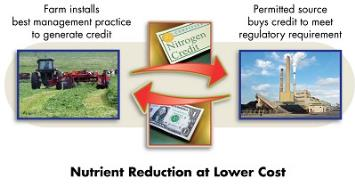 Farm installs
best management practice
to generate credit
Permitted source
buys credit to meet
regulatory requirement
Nitrogen
Credit
1
Nutrient Reduction at Lower Cost